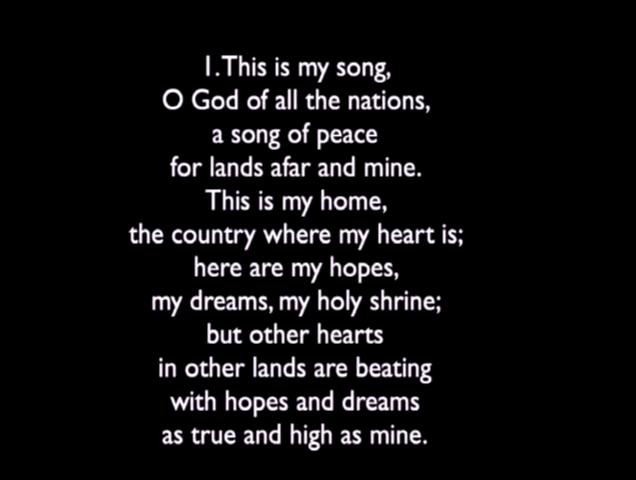 1.This is my song,
O God of all the nations,
a song of peace
for lands afar and mine.
This is my home,
the country where my heart is;
here are my hopes,
my dreams, my holy shrine;
but other hearts
in other lands are beating
with hopes and dreams
as true and high as mine.